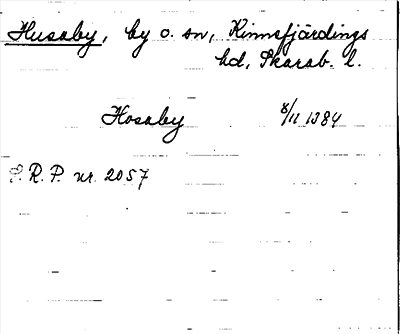 Husaby, by o. sn, Kinnefjärdings
hd, Skarab. l.
Hosaby 8/11 1384
S. R. P. nr. 2057